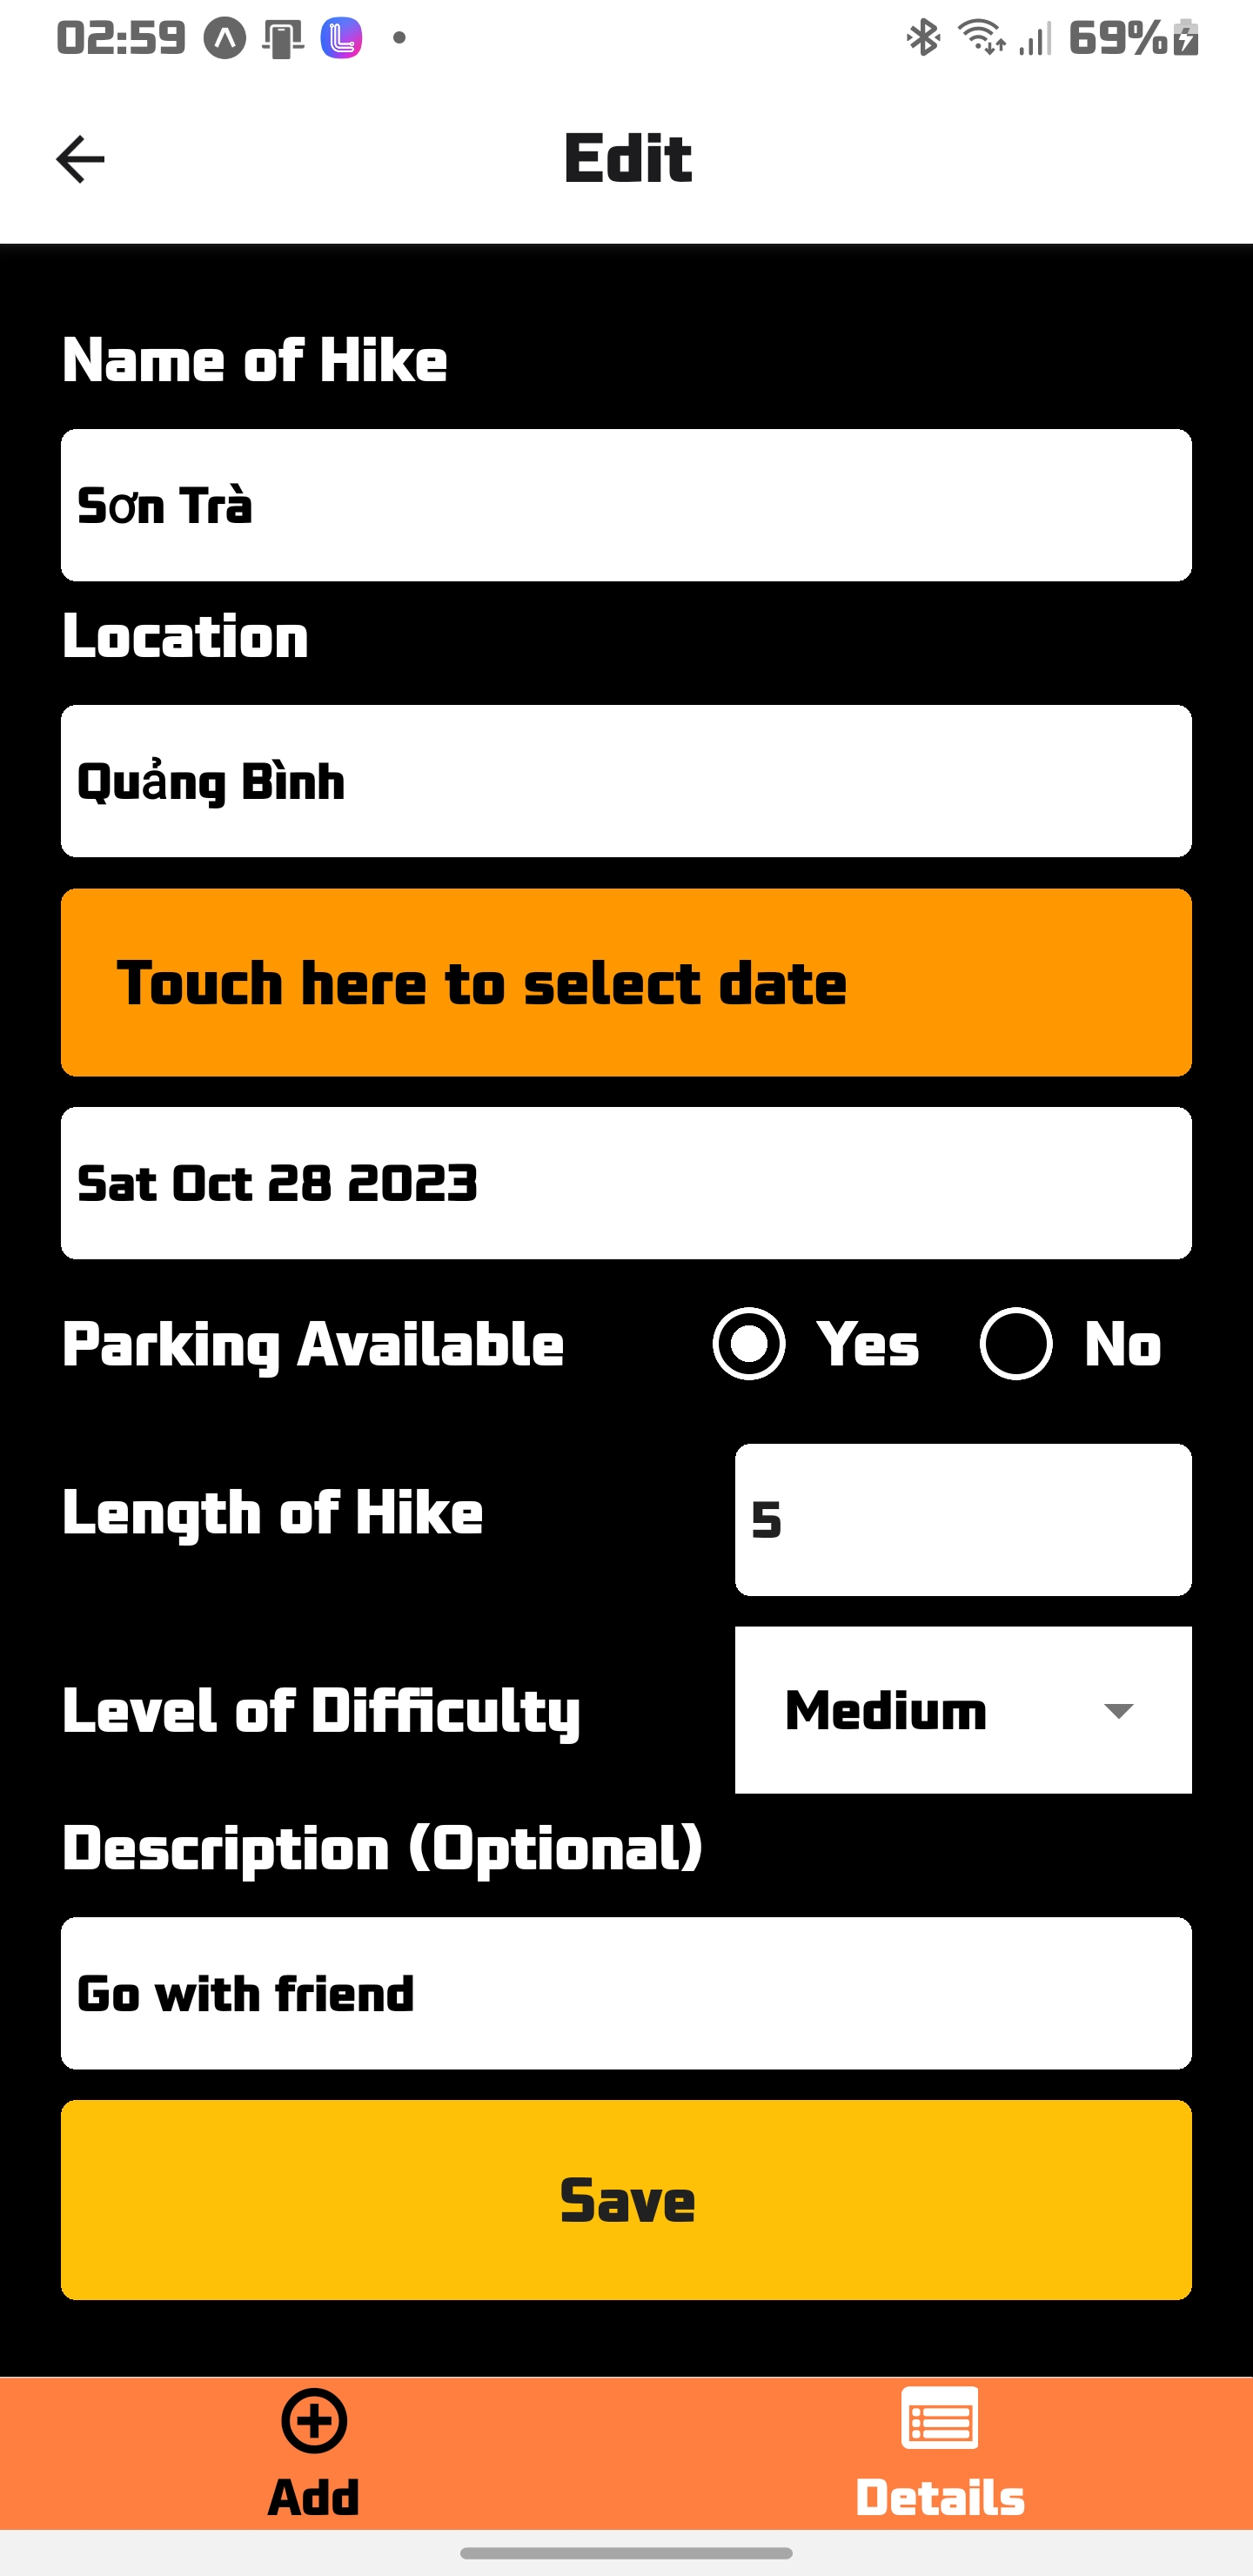 02:59 69%
Edit
Name of Hike
Sơn Trà
Location
Quảng Bình
Touch here to select date
Sat Oct 28 2023
Parking Available Yes No
Length of Hike 5
Level of Difficulty Medium
Description (Optional)
Go with friend
Save
Add Details